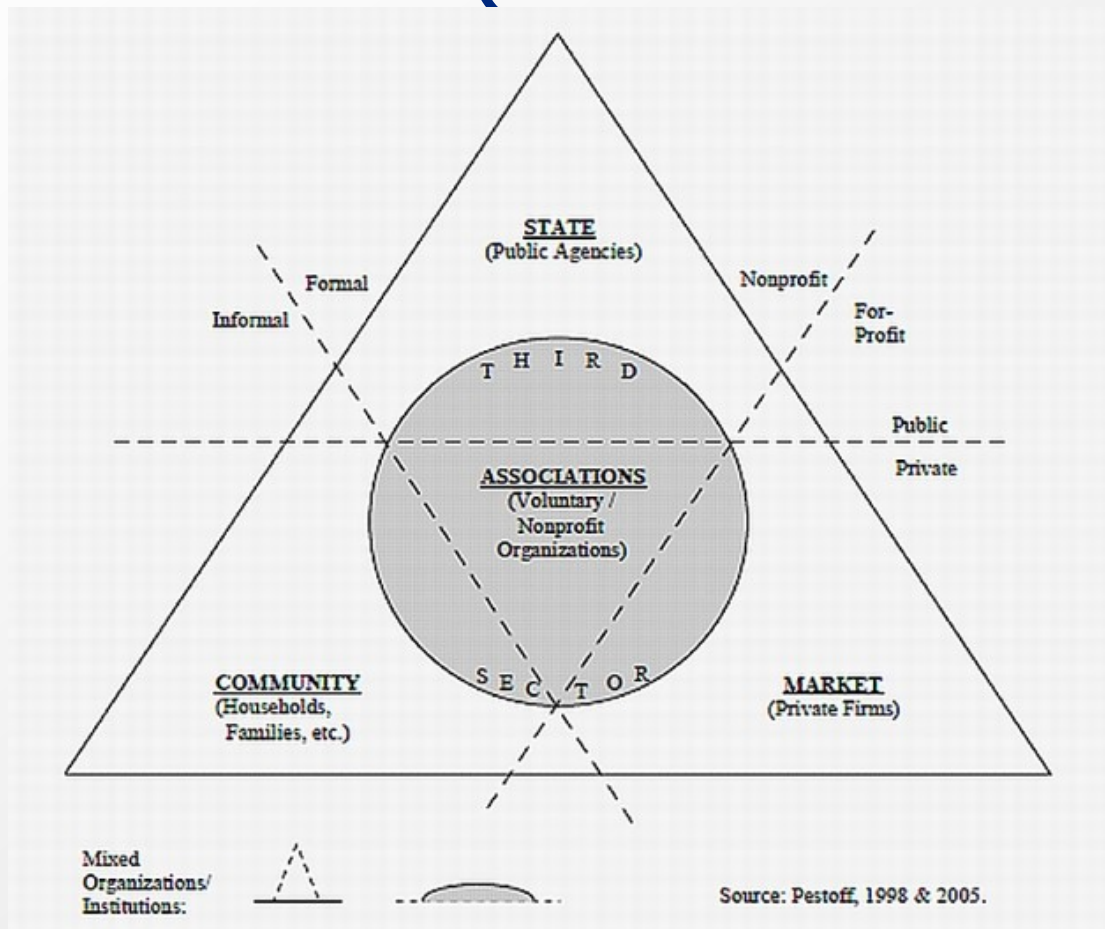 STATE
(Public Agencies)
Formal
Informal
Nonprofit
For-
Profit
THIRD
Public
Private
ASSOCIATIONS
(Voluntary /
Nonprofit
Organizations)
SECTOR
COMMUNITY
(Households,
Families, etc.)
MARKET
(Private Firms)
Mixed
Organizations/
Institutions:
Source: Pestoff, 1998 & 2005.